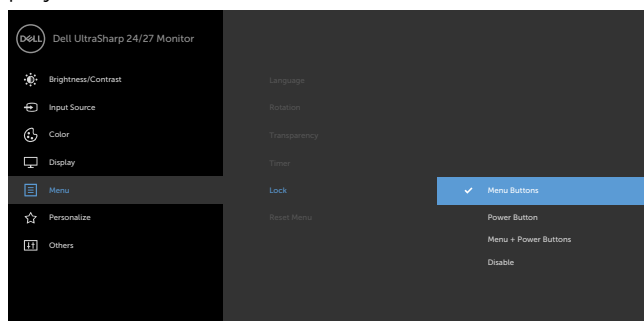 DELL Dell UltraSharp 24/27 Monitor
Brightness/Contrast Language
Input Source Rotation
Color Transparency
Display Timer
Menu Lock Menu Buttons
Personalize Reset Menu Power Button
Menu + Power Buttons
Others
Disable